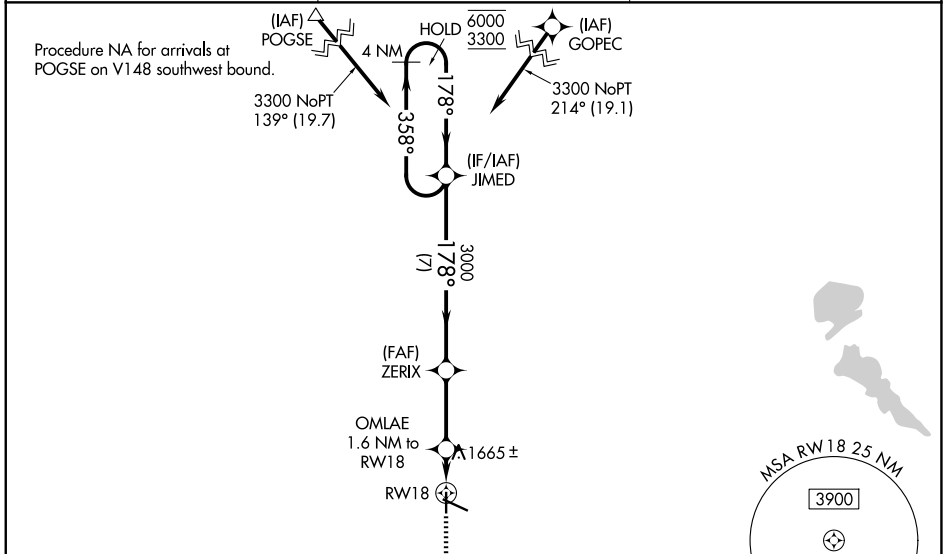 (IAF)
POGSE
HOLD
6000
3300
(IAF)
GOPEC
Procedure NA for arrivals at
POGSE on V148 southwest bound.
4 NM
3300 NoPT
139° (19.7)
3300 NoPT
214° (19.1)
178°
358°
(IF/IAF)
JIMED
3000
178°
(7)
(FAF)
ZERIX
OMLAE
1.6 NM to
RW18
1665 ±
RW18
MSA RW18 25 NM
3900